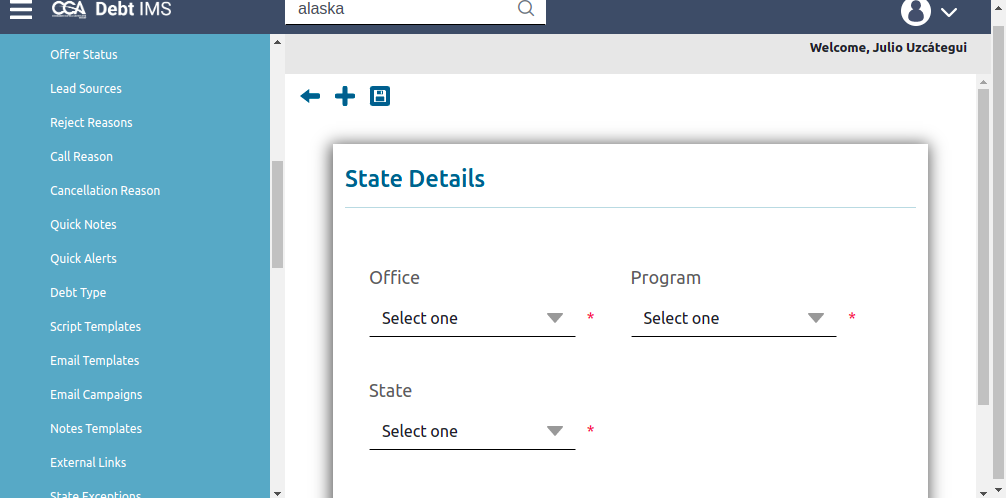 CGA Debt IMS
alaska
Welcome, Julio Uzcátegui
Offer Status
Lead Sources
Reject Reasons
Call Reason
Cancellation Reason
Quick Notes
Quick Alerts
Debt Type
Script Templates
Email Templates
Email Campaigns
Notes Templates
External Links
State Exceptions
State Details
Office
Program
Select one *
Select one *
State
Select one *